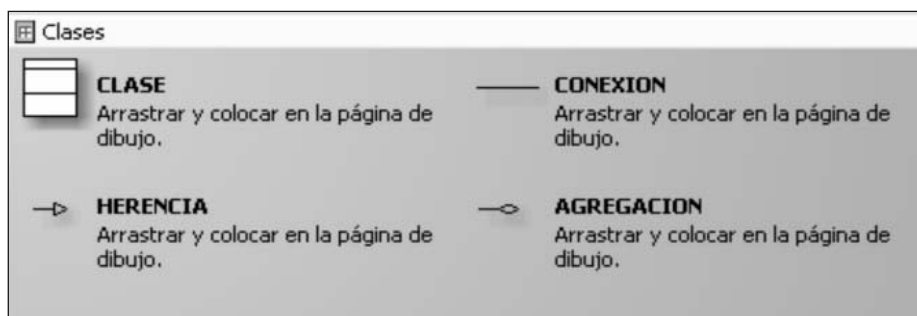 Clases
CLASE
Arrastrar y colocar en la página de
dibujo.
CONEXION
Arrastrar y colocar en la página de
dibujo.
HERENCIA
Arrastrar y colocar en la página de
dibujo.
AGREGACION
Arrastrar y colocar en la página de
dibujo.